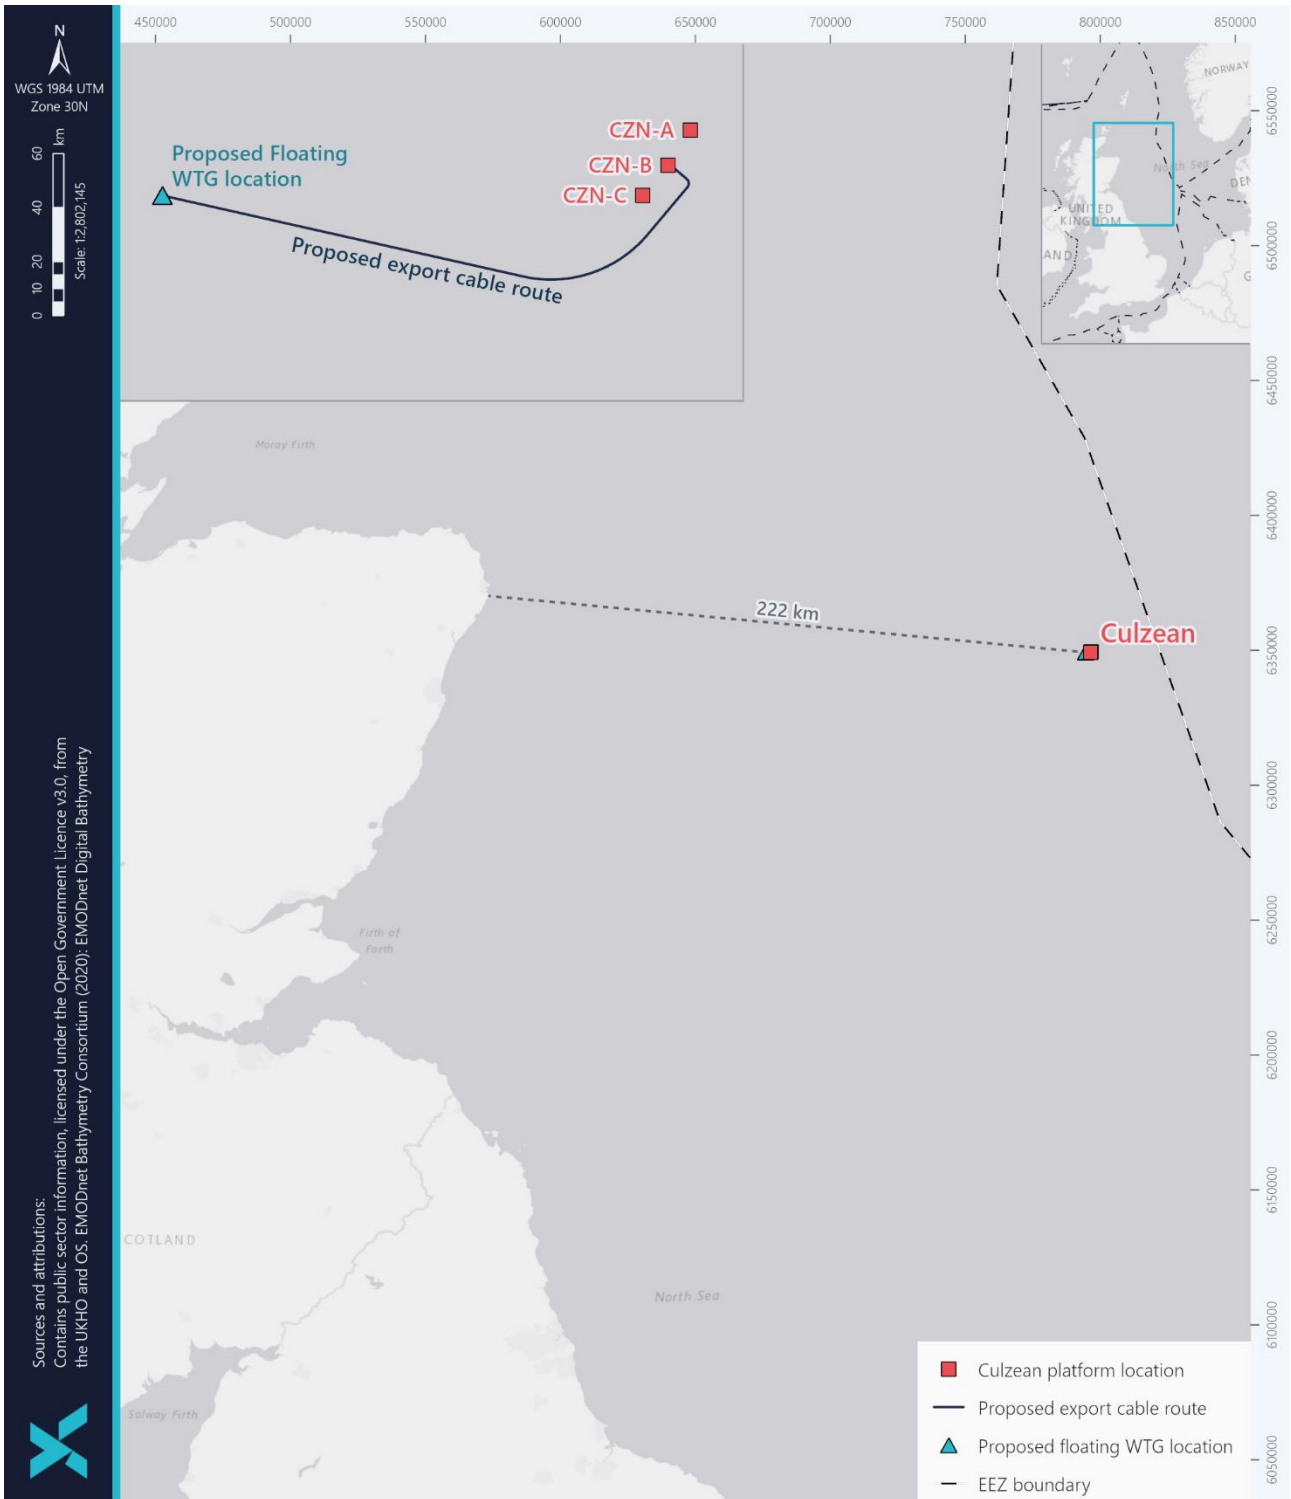 450000 500000 550000 600000 650000 700000 750000 800000 850000
N
WGS 1984 UTM
Zone 30N
0 10 20 40 60 km
Scale: 1:2,802,145
Proposed Floating
WTG location
CZN-A
CZN-B
CZN-C
Proposed export cable route
NORWAY
North Sea
DEN
UNITED
KINGDOM
AND
G
6550000
6500000
6450000
6400000
6350000
6300000
6250000
6200000
6150000
6100000
6050000
Moray Firth
222 km
Culzean
Firth of
Forth
COTLAND
North Sea
Solway Firth
Sources and attributions:
Contains public sector information, licensed under the Open Government Licence v3.0, from
the UKHO and OS. EMODnet Bathymetry Consortium (2020): EMODnet Digital Bathymetry
Culzean platform location
Proposed export cable route
Proposed floating WTG location
EEZ boundary